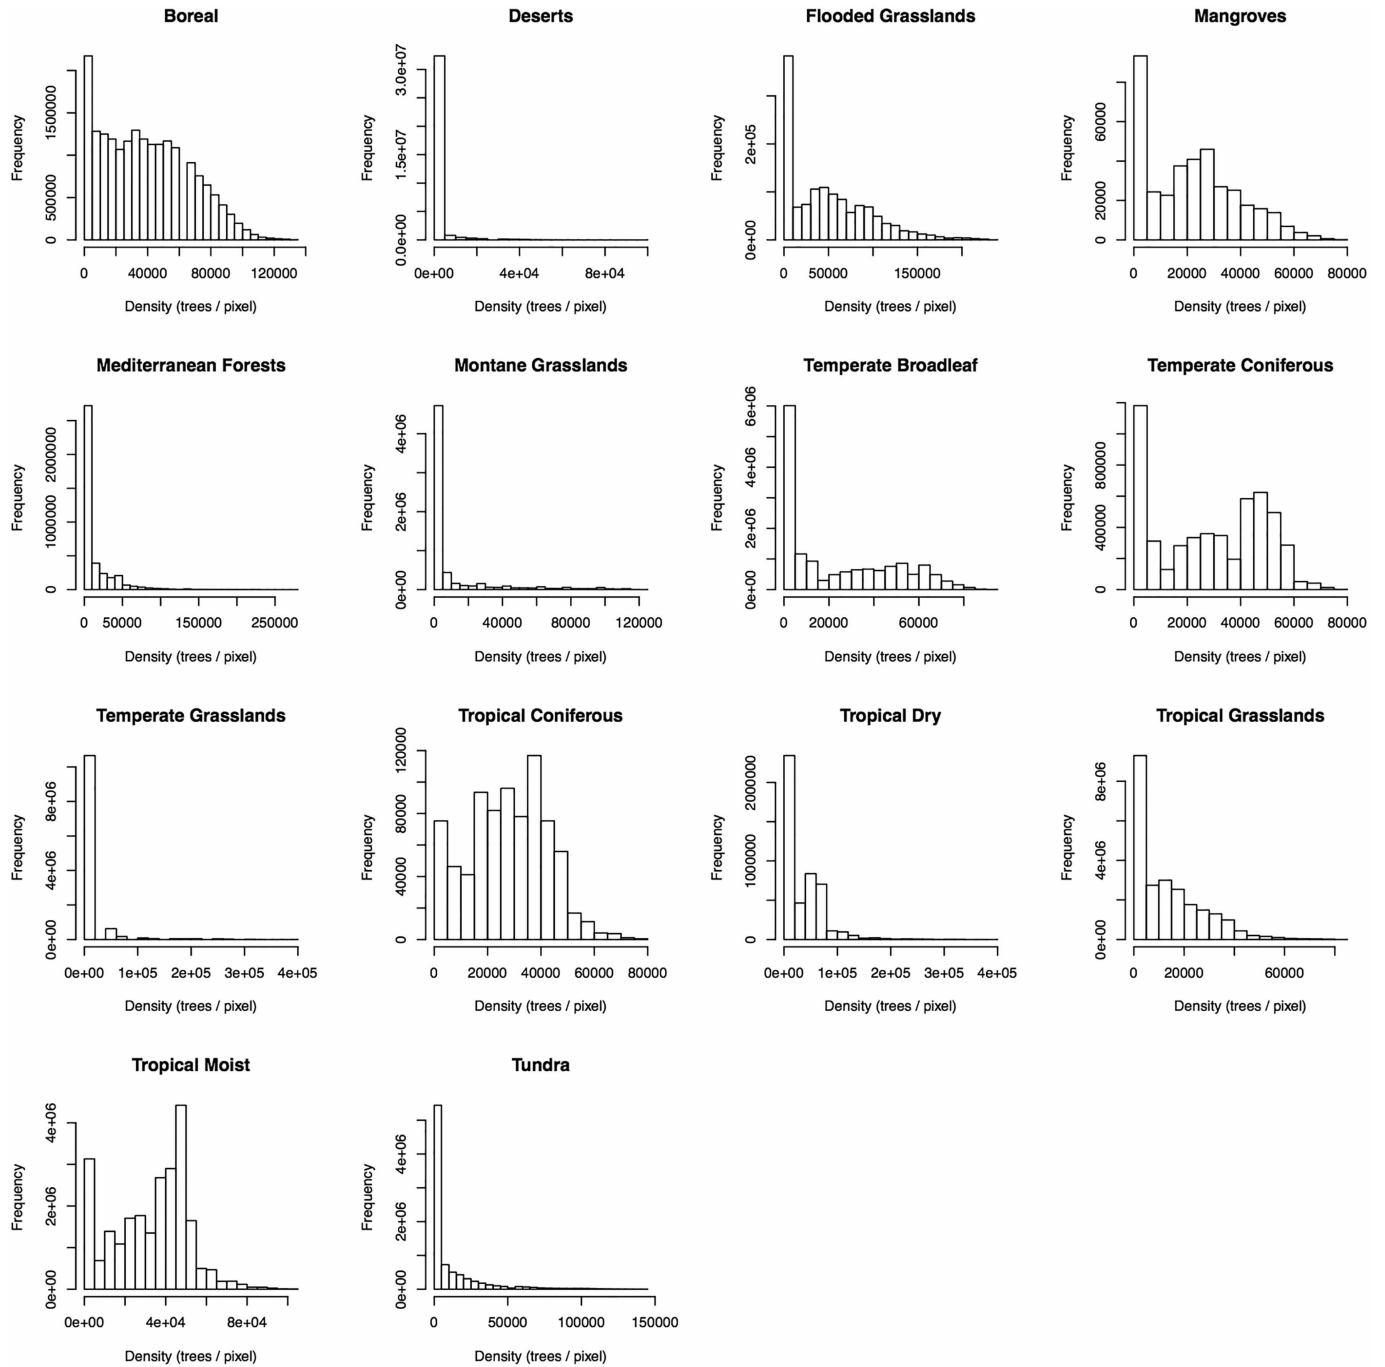 Boreal
Frequency
0 500000 1500000
0 40000 80000 120000
Density (trees / pixel)
Deserts
Frequency
0.0e+00 1.5e+07 3.0e+07
0e+00 4e+04 8e+04
Density (trees / pixel)
Flooded Grasslands
Frequency
0e+00 2e+05
0 50000 150000
Density (trees / pixel)
Mangroves
Frequency
0 20000 60000
0 20000 40000 60000 80000
Density (trees / pixel)
Mediterranean Forests
Frequency
0 1000000 2000000
0 50000 150000 250000
Density (trees / pixel)
Montane Grasslands
Frequency
0e+00 2e+06 4e+06
0 40000 80000 120000
Density (trees / pixel)
Temperate Broadleaf
Frequency
0e+00 2e+06 4e+06 6e+06
0 20000 60000
Density (trees / pixel)
Temperate Coniferous
Frequency
0 400000 800000
0 20000 40000 60000 80000
Density (trees / pixel)
Temperate Grasslands
Frequency
0e+00 4e+06 8e+06
0e+00 1e+05 2e+05 3e+05 4e+05
Density (trees / pixel)
Tropical Coniferous
Frequency
0 40000 80000 120000
0 20000 40000 60000 80000
Density (trees / pixel)
Tropical Dry
Frequency
0 1000000 2000000
0e+00 1e+05 2e+05 3e+05 4e+05
Density (trees / pixel)
Tropical Grasslands
Frequency
0e+00 4e+06 8e+06
0 20000 60000
Density (trees / pixel)
Tropical Moist
Frequency
0e+00 2e+06 4e+06
0e+00 4e+04 8e+04
Density (trees / pixel)
Tundra
Frequency
0e+00 2e+06 4e+06
0 50000 100000 150000
Density (trees / pixel)